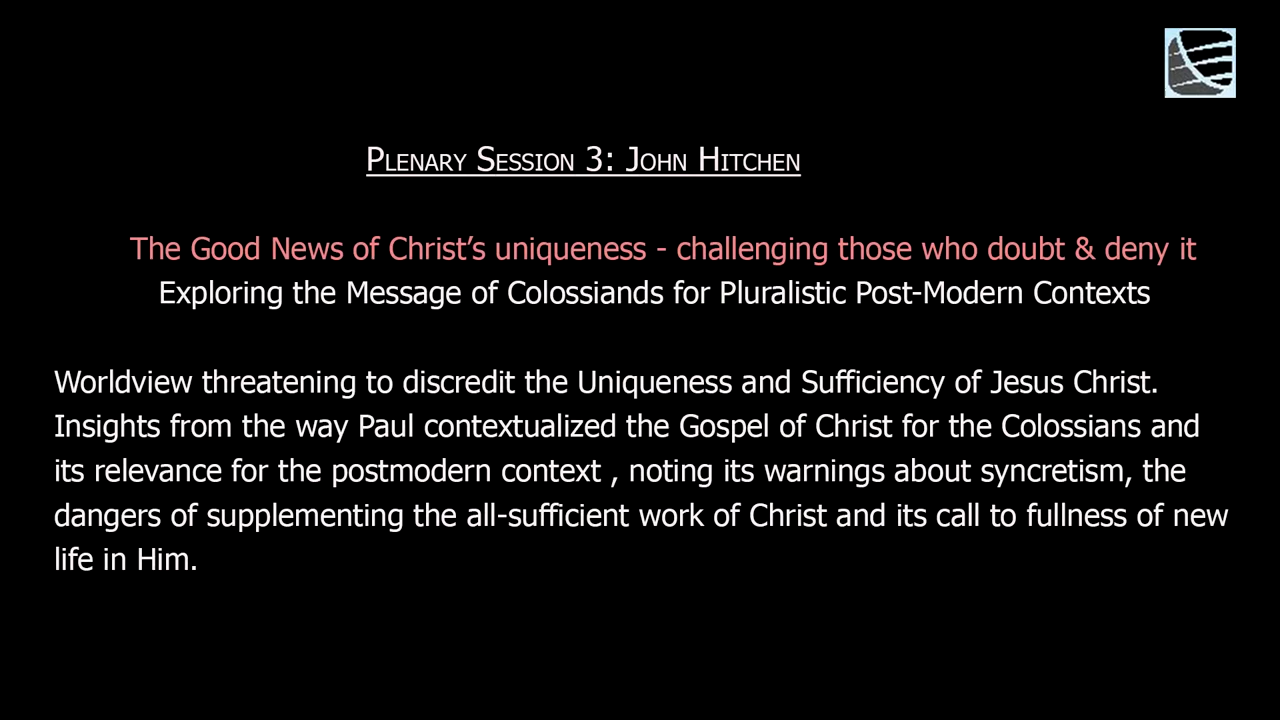 PLENARY SESSION 3: JOHN HITCHEN
The Good News of Christ’s uniqueness - challenging those who doubt & deny it
Exploring the Message of Colossiands for Pluralistic Post-Modern Contexts
Worldview threatening to discredit the Uniqueness and Sufficiency of Jesus Christ.
Insights from the way Paul contextualized the Gospel of Christ for the Colossians and
its relevance for the postmodern context , noting its warnings about syncretism, the
dangers of supplementing the all-sufficient work of Christ and its call to fullness of new
life in Him.